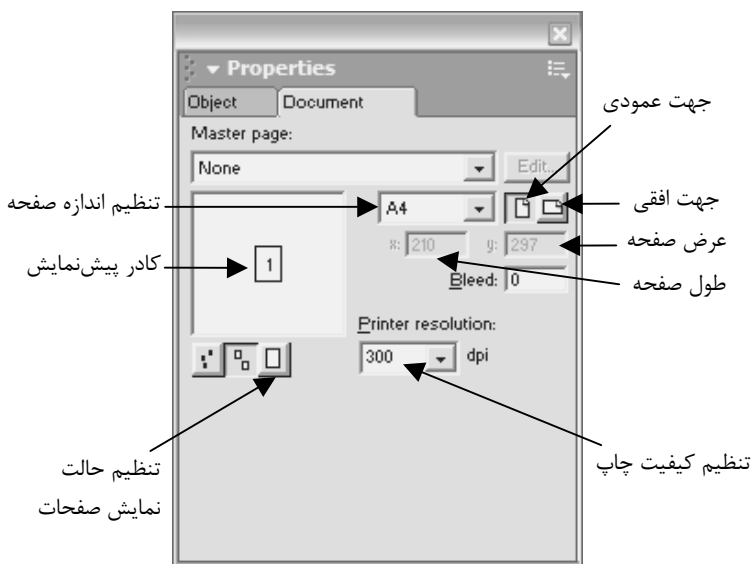 Properties
Object Document
Master page:
None Edit...
A4
x: 210 y: 297
Bleed: 0
1
Printer resolution:
300 dpi
جهت عمودی
جهت افقی
عرض صفحه
طول صفحه
تنظیم کیفیت چاپ
تنظیم اندازه صفحه
کادر پیش‌نمایش
تنظیم حالت
نمایش صفحات